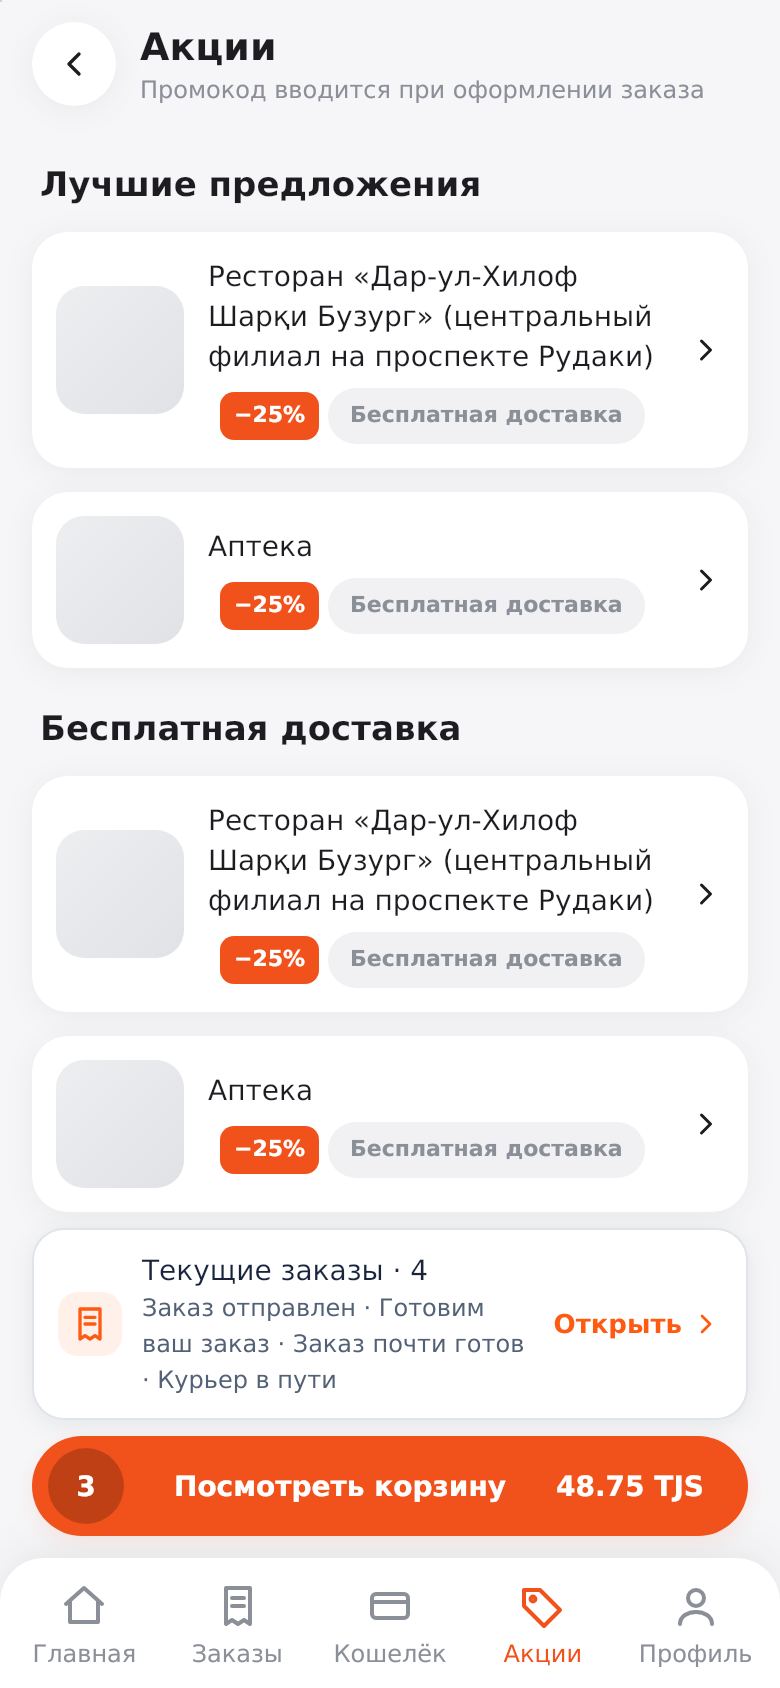 Акции
Промокод вводится при оформлении заказа
Лучшие предложения
Ресторан «Дар-ул-Хилоф
Шарқи Бузург» (центральный
филиал на проспекте Рудаки)
−25% Бесплатная доставка
Аптека
−25% Бесплатная доставка
Бесплатная доставка
Ресторан «Дар-ул-Хилоф
Шарқи Бузург» (центральный
филиал на проспекте Рудаки)
−25% Бесплатная доставка
Аптека
−25% Бесплатная доставка
Текущие заказы · 4
Заказ отправлен · Готовим
ваш заказ · Заказ почти готов
· Курьер в пути
Открыть
3 Посмотреть корзину 48.75 TJS
Главная Заказы Кошелёк Акции Профиль